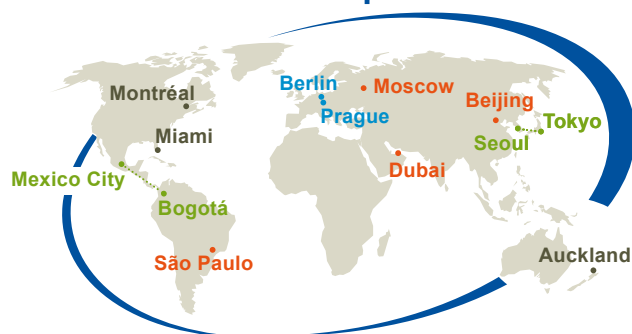 Berlin
Moscow
Montréal
Beijing
Prague
Tokyo
Miami
Seoul
Mexico City
Dubai
Bogotá
São Paulo
Auckland